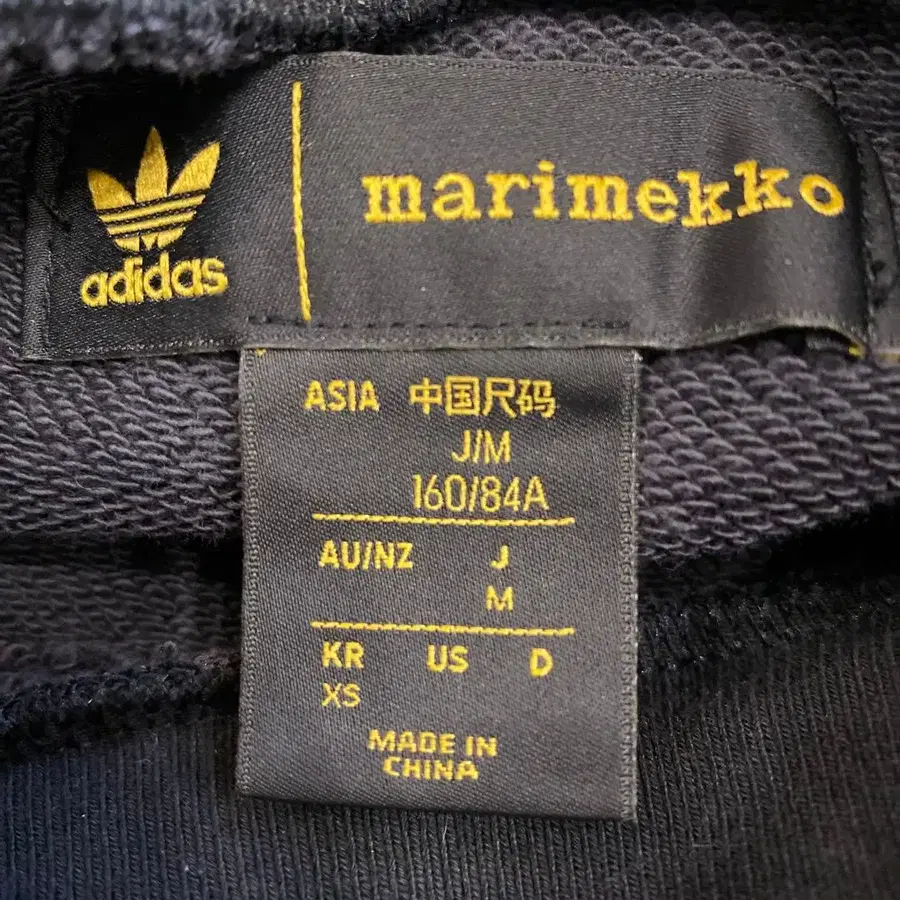 adidas
marimekko
ASIA 中国尺码
J/M
160/84A
AU/NZ J
M
KR US D
XS
MADE IN
CHINA